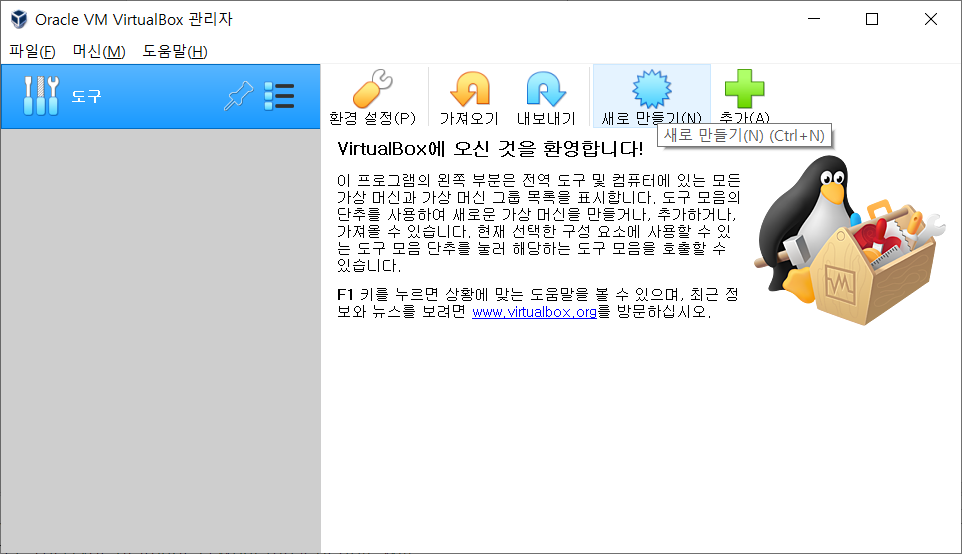 Oracle VM VirtualBox 관리자
파일(F) 머신(M) 도움말(H)
도구
환경 설정(P) 가져오기 내보내기 새로 만들기(N) 추가(A)
새로 만들기(N) (Ctrl+N)
VirtualBox에 오신 것을 환영합니다!
이 프로그램의 왼쪽 부분은 전역 도구 및 컴퓨터에 있는 모든
가상 머신과 가상 머신 그룹 목록을 표시합니다. 도구 모음의
단추를 사용하여 새로운 가상 머신을 만들거나, 추가하거나,
가져올 수 있습니다. 현재 선택한 구성 요소에 사용할 수 있
는 도구 모음 단추를 눌러 해당하는 도구 모음을 호출할 수
있습니다.
F1 키를 누르면 상황에 맞는 도움말을 볼 수 있으며, 최근 정
보와 뉴스를 보려면 www.virtualbox.org를 방문하십시오.